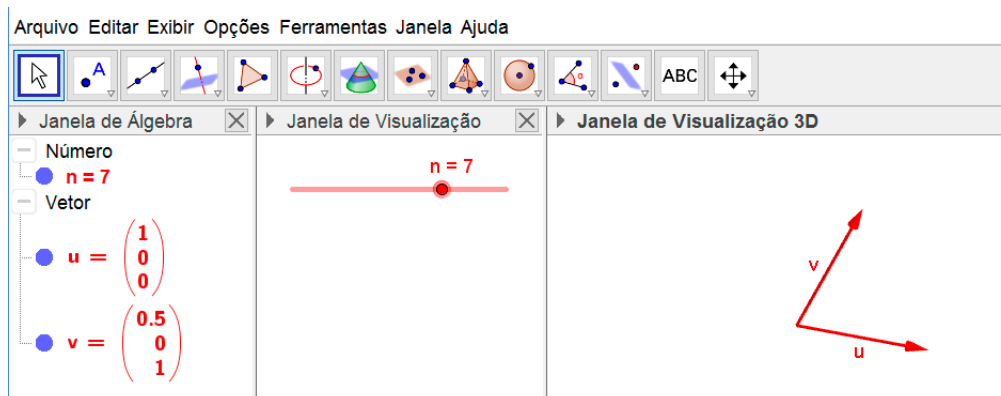 Arquivo Editar Exibir Opções Ferramentas Janela Ajuda
A α ABC
Janela de Álgebra
Número
n = 7
Vetor
u = (1 0 0)
v = (0.5 0 1)
Janela de Visualização
n = 7
Janela de Visualização 3D
v
u